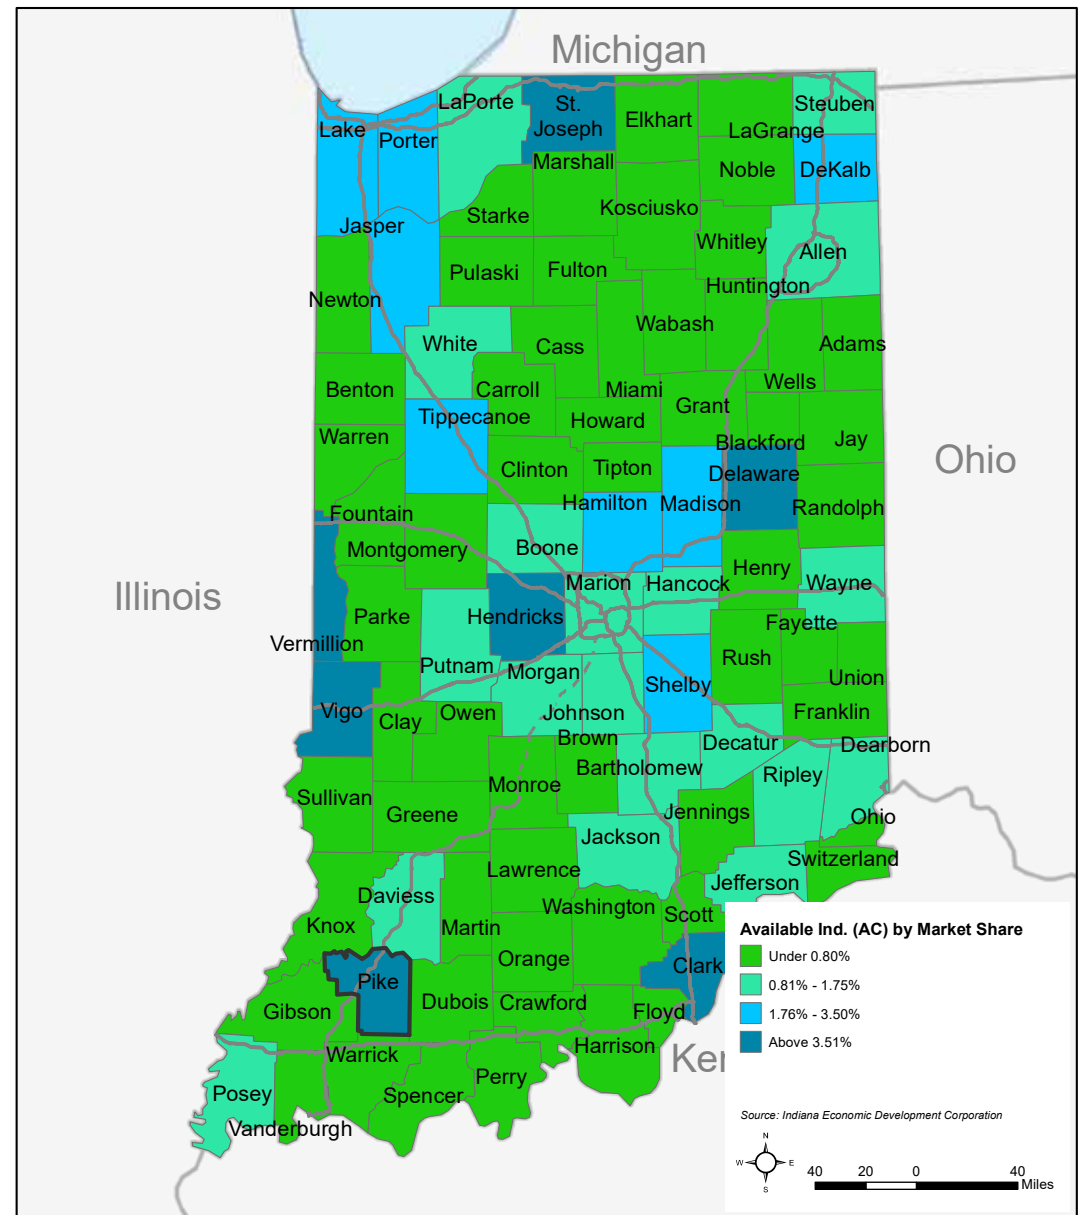 Michigan
LaPorte
St.
Joseph
Elkhart
LaGrange
Steuben
Lake
Porter
Marshall
Noble
DeKalb
Starke
Kosciusko
Jasper
Whitley
Allen
Pulaski
Fulton
Huntington
Newton
Wabash
White
Cass
Adams
Benton
Carroll
Miami
Wells
Tippecanoe
Howard
Grant
Warren
Blackford
Jay
Ohio
Clinton
Tipton
Delaware
Hamilton
Madison
Randolph
Fountain
Montgomery
Boone
Henry
Illinois
Marion
Hancock
Wayne
Parke
Hendricks
Fayette
Vermillion
Putnam
Morgan
Rush
Shelby
Union
Vigo
Clay
Owen
Johnson
Franklin
Brown
Decatur
Dearborn
Bartholomew
Ripley
Monroe
Sullivan
Greene
Jennings
Ohio
Jackson
Lawrence
Switzerland
Jefferson
Daviess
Washington
Scott
Knox
Martin
Orange
Clark
Pike
Dubois
Crawford
Gibson
Floyd
Warrick
Harrison
Ker
Perry
Posey
Spencer
Vanderburgh
Available Ind. (AC) by Market Share
Under 0.80%
0.81% - 1.75%
1.76% - 3.50%
Above 3.51%
Source: Indiana Economic Development Corporation
N
W E
S
40 20 0 40
Miles